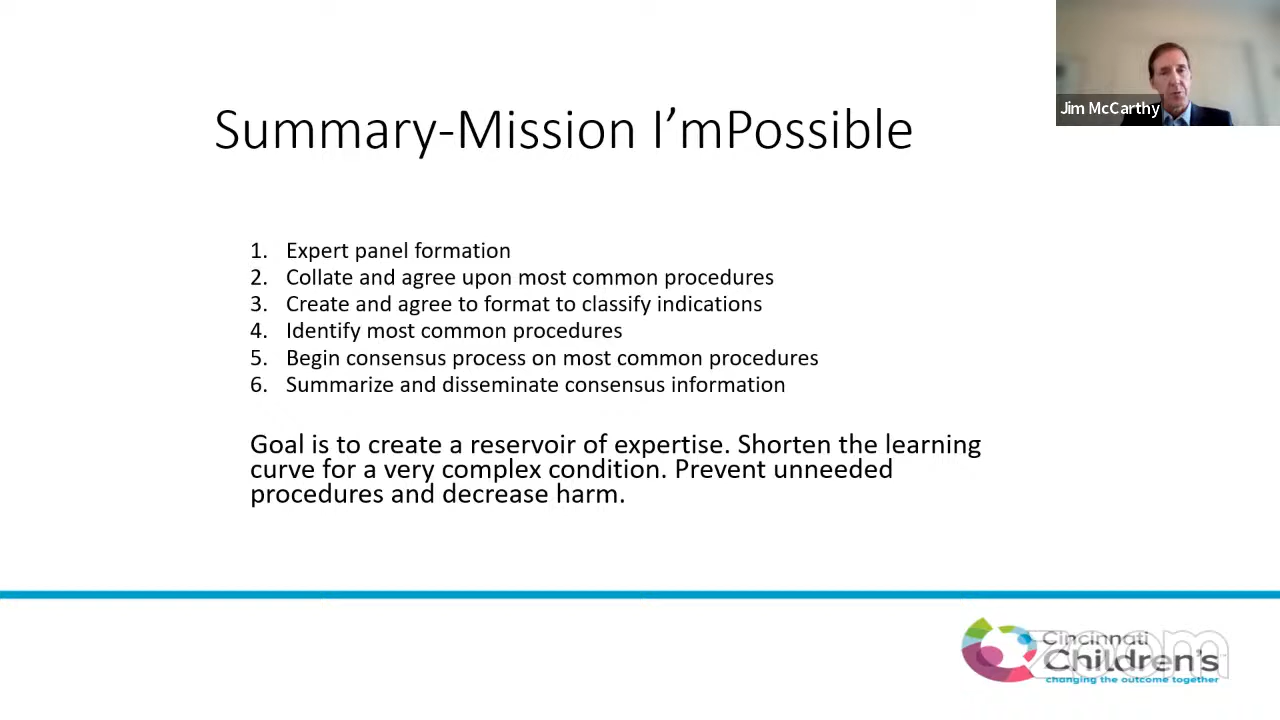 Jim McCarthy
Summary-Mission I’mPossible
1. Expert panel formation
2. Collate and agree upon most common procedures
3. Create and agree to format to classify indications
4. Identify most common procedures
5. Begin consensus process on most common procedures
6. Summarize and disseminate consensus information
Goal is to create a reservoir of expertise. Shorten the learning
curve for a very complex condition. Prevent unneeded
procedures and decrease harm.
zoom
Cincinnati
Children's
changing the outcome together